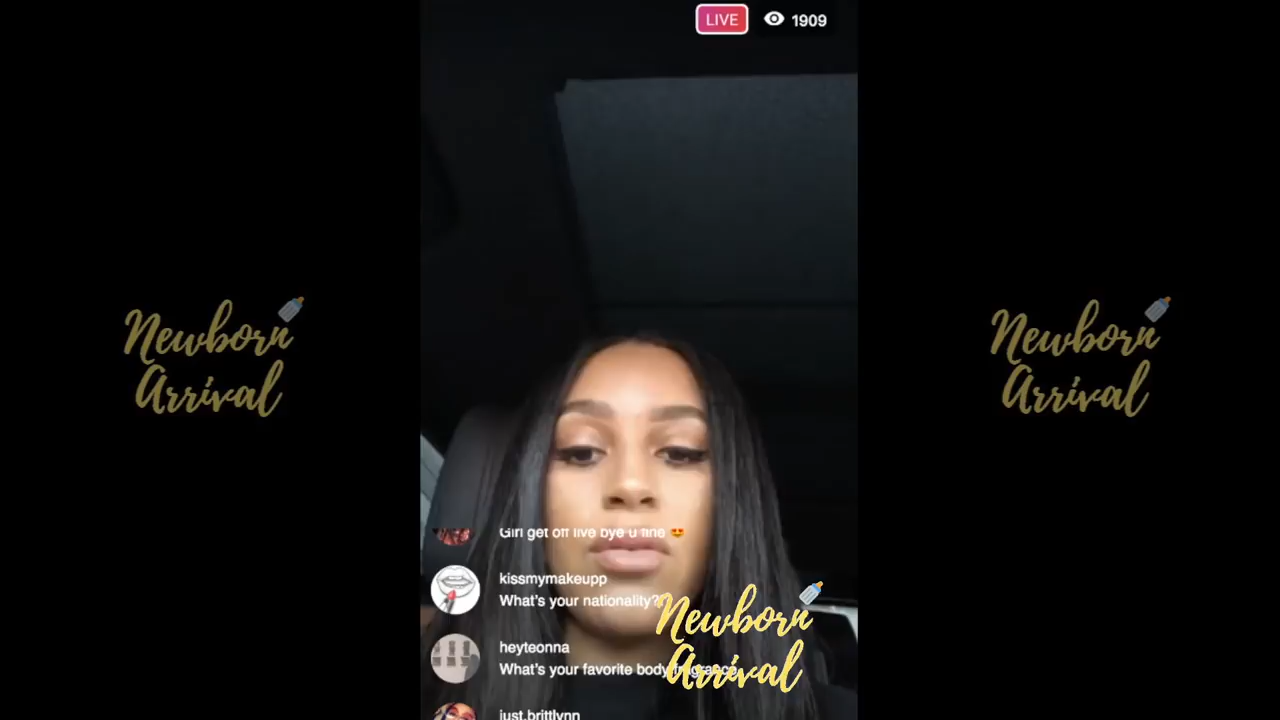 LIVE 1909
Newborn
Arrival
Newborn
Arrival
Girl get off live bye u fine 😍
kissmymakeupp
What's your nationality?
heyteonna
What's your favorite body fragrance
Newborn
Arrival
just.brittlynn